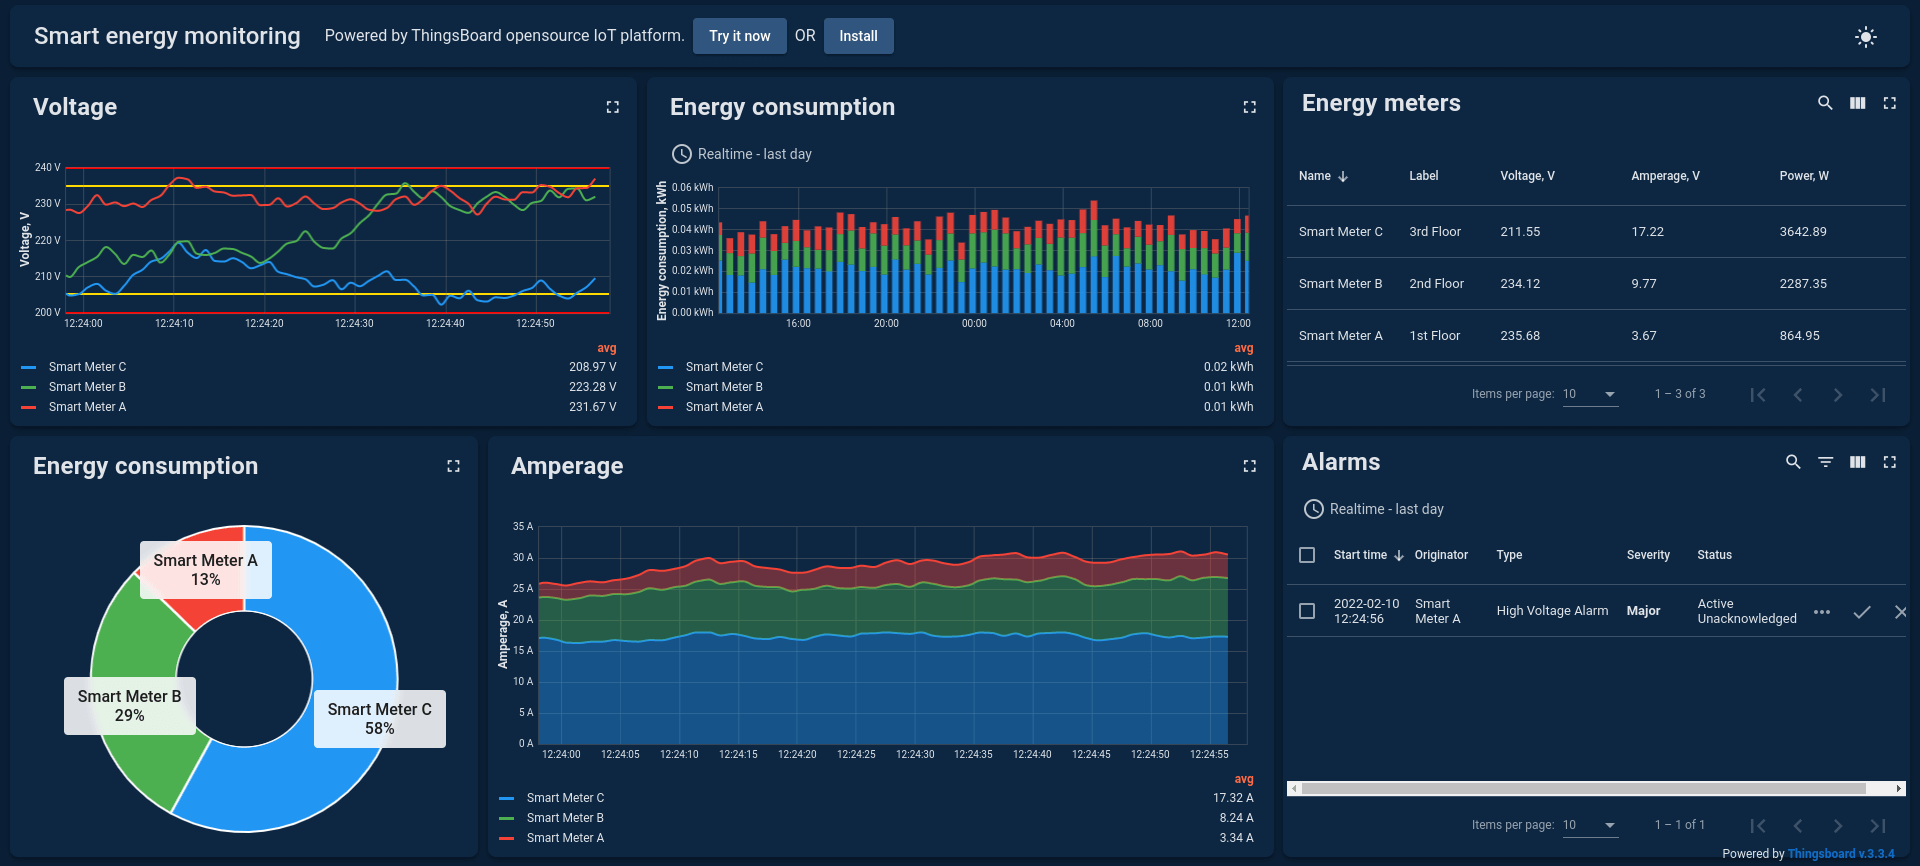 Smart energy monitoring Powered by ThingsBoard opensource IoT platform. Try it now OR Install
Voltage
240 V
230 V
220 V
210 V
200 V
Voltage, V
12:24:00 12:24:10 12:24:20 12:24:30 12:24:40 12:24:50
avg
Smart Meter C 208.97 V
Smart Meter B 223.28 V
Smart Meter A 231.67 V
Energy consumption
Realtime - last day
0.06 kWh
0.05 kWh
0.04 kWh
0.03 kWh
0.02 kWh
0.01 kWh
0.00 kWh
Energy consumption, kWh
16:00 20:00 00:00 04:00 08:00 12:00
avg
Smart Meter C 0.02 kWh
Smart Meter B 0.01 kWh
Smart Meter A 0.01 kWh
Energy meters
Name Label Voltage, V Amperage, V Power, W
Smart Meter C 3rd Floor 211.55 17.22 3642.89
Smart Meter B 2nd Floor 234.12 9.77 2287.35
Smart Meter A 1st Floor 235.68 3.67 864.95
Items per page: 10 1 – 3 of 3
Energy consumption
Smart Meter A
13%
Smart Meter B
29%
Smart Meter C
58%
Amperage
35 A
30 A
25 A
20 A
15 A
10 A
5 A
0 A
Amperage, A
12:24:00 12:24:05 12:24:10 12:24:15 12:24:20 12:24:25 12:24:30 12:24:35 12:24:40 12:24:45 12:24:50 12:24:55
avg
Smart Meter C 17.32 A
Smart Meter B 8.24 A
Smart Meter A 3.34 A
Alarms
Realtime - last day
Start time Originator Type Severity Status
2022-02-10 Smart High Voltage Alarm Major Active
12:24:56 Meter A Unacknowledged
Items per page: 10 1 – 1 of 1
Powered by Thingsboard v.3.3.4